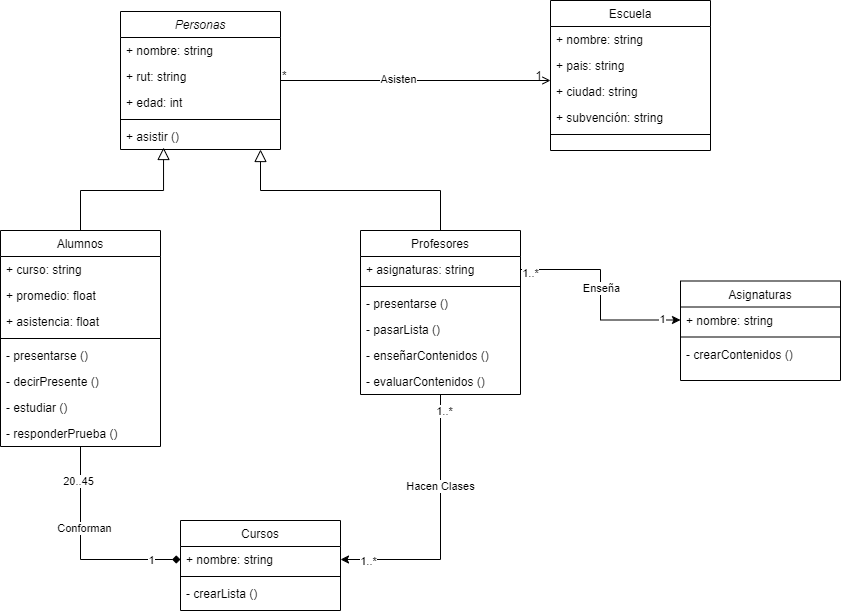 Personas
+ nombre: string
+ rut: string
+ edad: int
+ asistir ()
*
Asisten
1
Escuela
+ nombre: string
+ pais: string
+ ciudad: string
+ subvención: string
Alumnos
+ curso: string
+ promedio: float
+ asistencia: float
- presentarse ()
- decirPresente ()
- estudiar ()
- responderPrueba ()
Profesores
+ asignaturas: string
- presentarse ()
- pasarLista ()
- enseñarContenidos ()
- evaluarContenidos ()
1..*
Enseña
1
Asignaturas
+ nombre: string
- crearContenidos ()
1..*
Hacen Clases
1..*
20..45
Conforman
1
Cursos
+ nombre: string
- crearLista ()